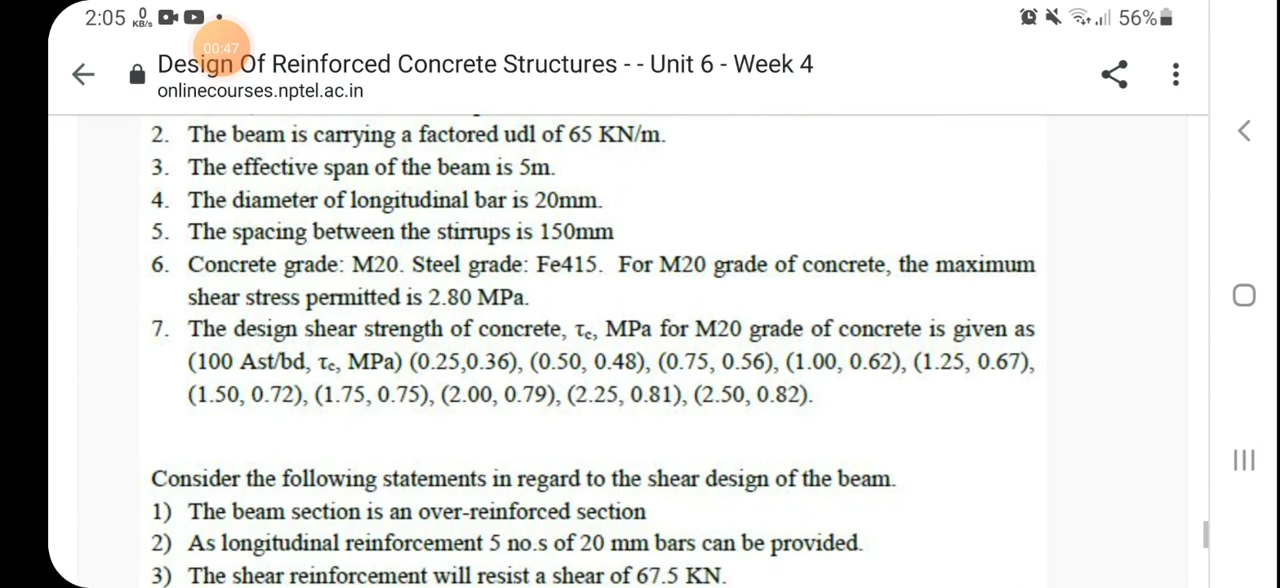 2:05 0 KB/s 56%
00:47
Design Of Reinforced Concrete Structures - - Unit 6 - Week 4
onlinecourses.nptel.ac.in
2. The beam is carrying a factored udl of 65 KN/m.
3. The effective span of the beam is 5m.
4. The diameter of longitudinal bar is 20mm.
5. The spacing between the stirrups is 150mm
6. Concrete grade: M20. Steel grade: Fe415. For M20 grade of concrete, the maximum
shear stress permitted is 2.80 MPa.
7. The design shear strength of concrete, τc, MPa for M20 grade of concrete is given as
(100 Ast/bd, τc, MPa) (0.25,0.36), (0.50, 0.48), (0.75, 0.56), (1.00, 0.62), (1.25, 0.67),
(1.50, 0.72), (1.75, 0.75), (2.00, 0.79), (2.25, 0.81), (2.50, 0.82).
Consider the following statements in regard to the shear design of the beam.
1) The beam section is an over-reinforced section
2) As longitudinal reinforcement 5 no.s of 20 mm bars can be provided.
3) The shear reinforcement will resist a shear of 67.5 KN.